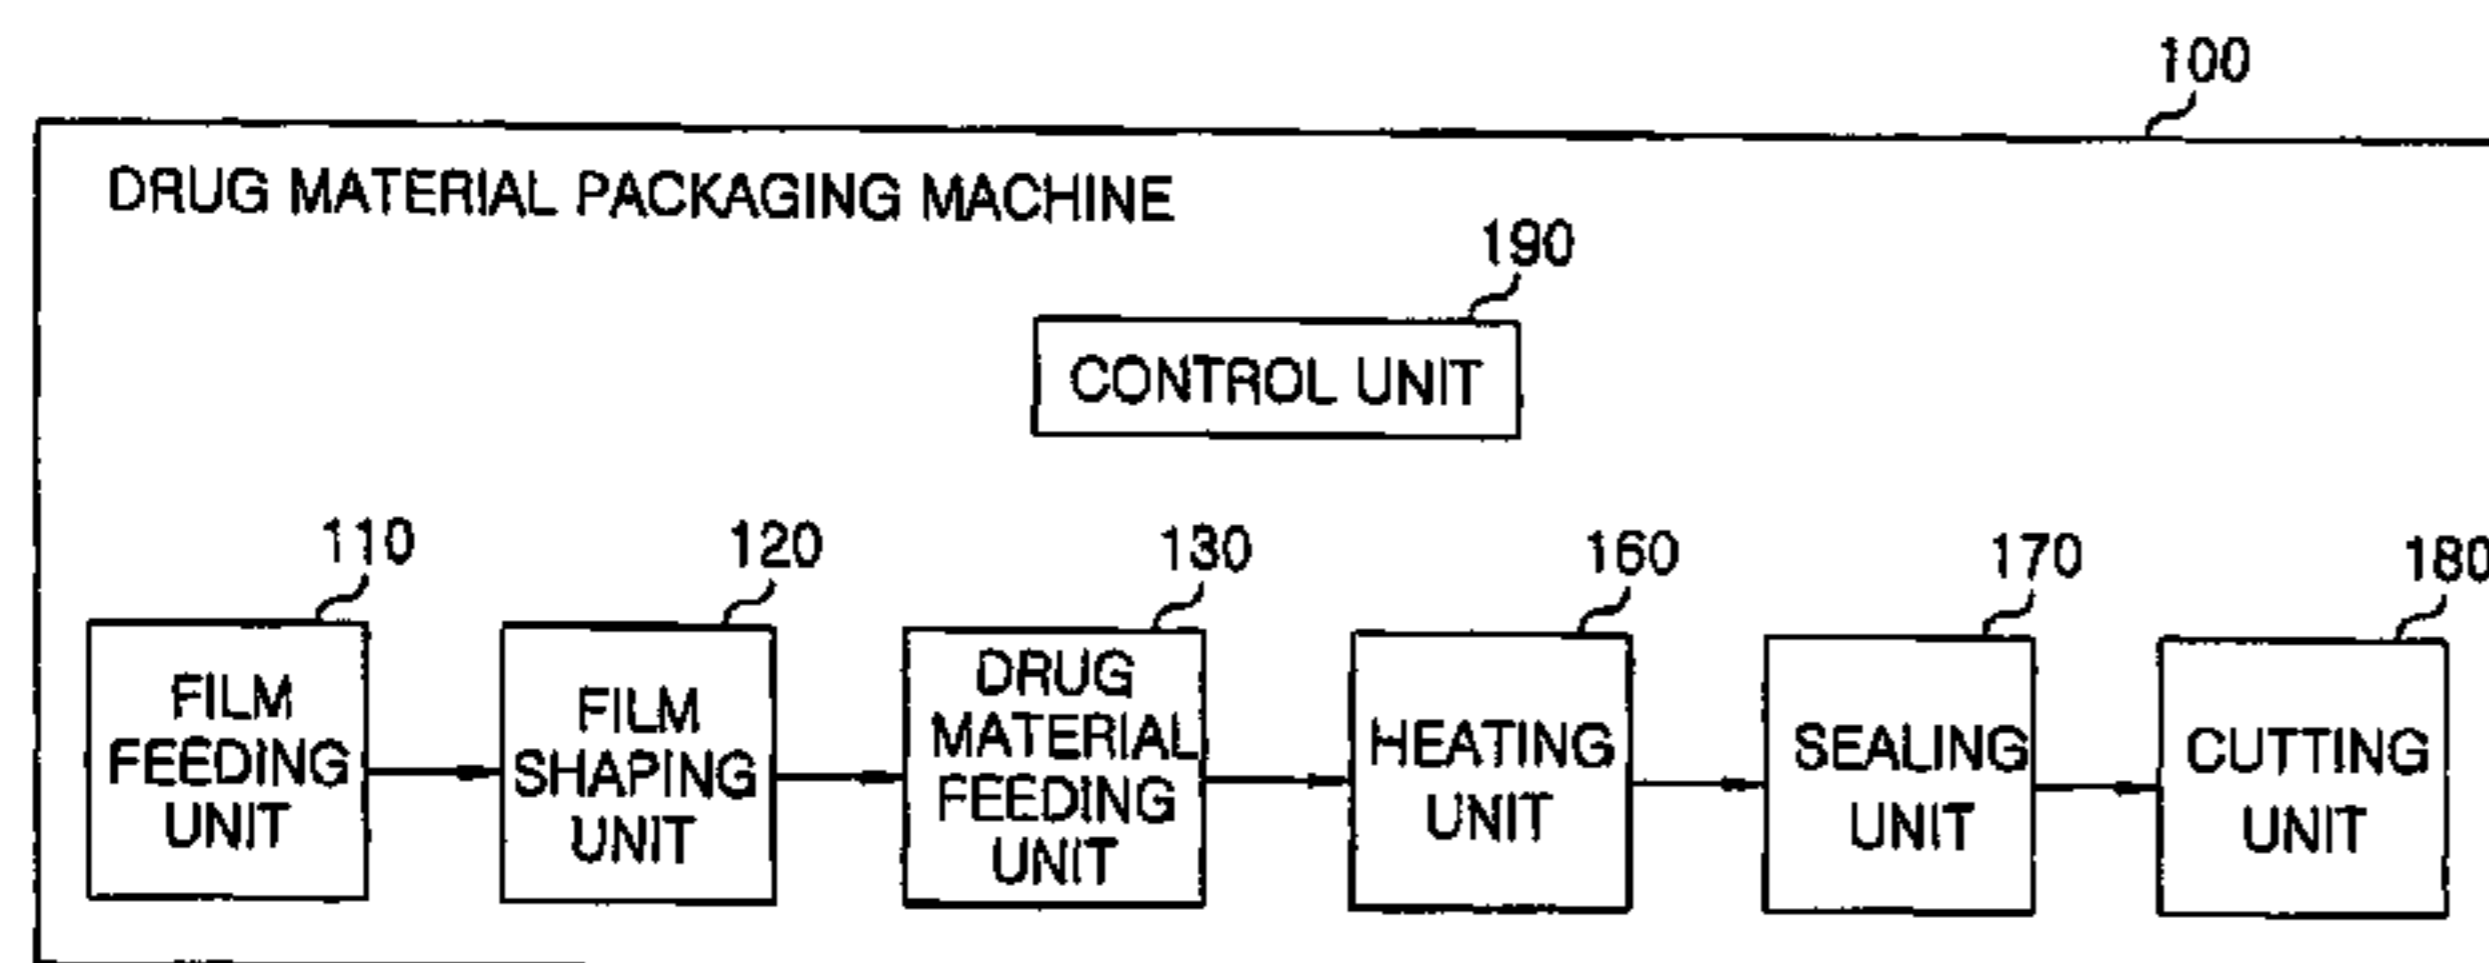 100
DRUG MATERIAL PACKAGING MACHINE
190
CONTROL UNIT
110
120
130
160
170
180
FILM
FEEDING
UNIT
FILM
SHAPING
UNIT
DRUG
MATERIAL
FEEDING
UNIT
HEATING
UNIT
SEALING
UNIT
CUTTING
UNIT